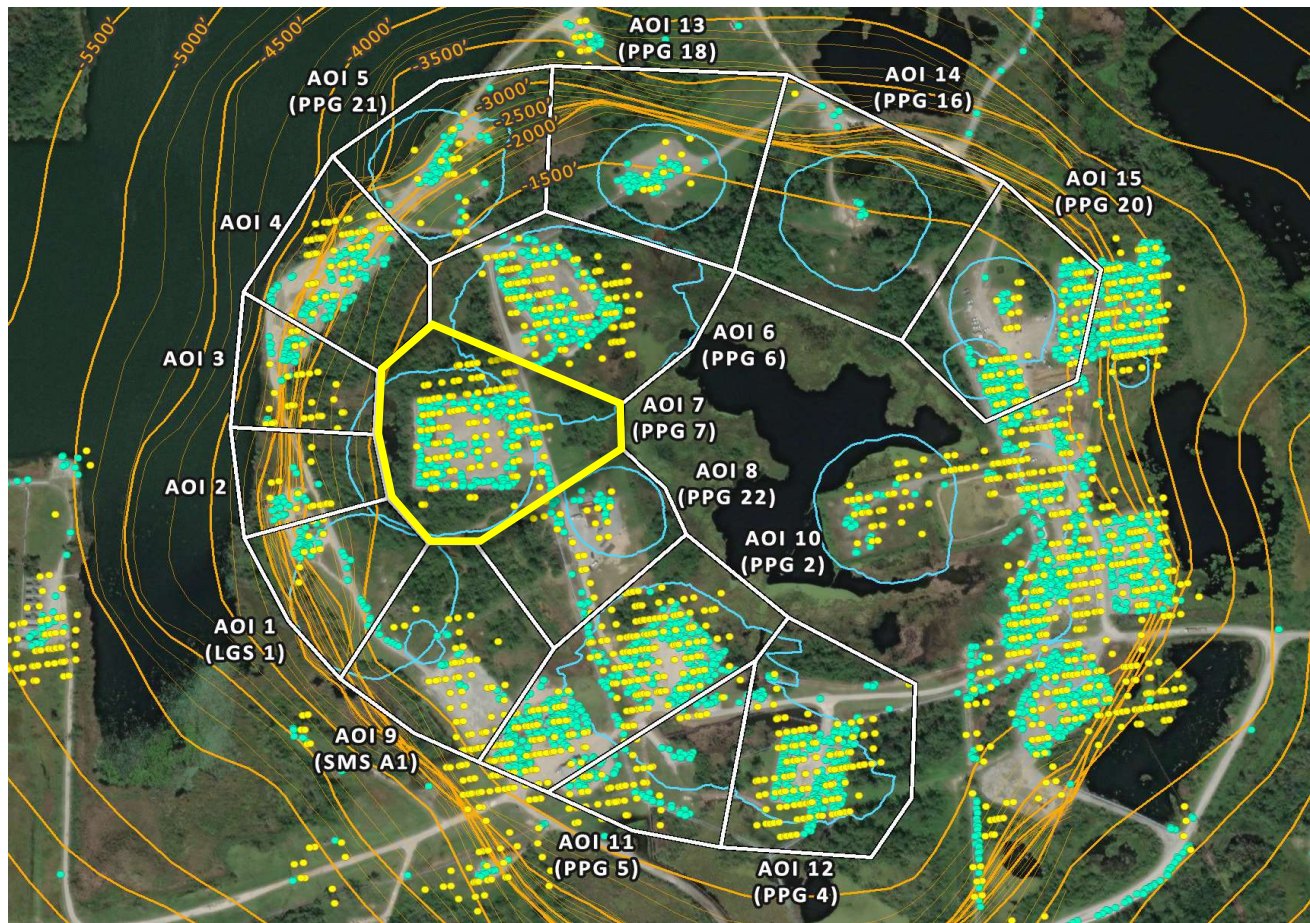 -5500'
-5000'
-4500'
-4000'
-3500'
-3000'
-2500'
-2000'
-1500'
AOI 13
(PPG 18)
AOI 14
(PPG 16)
AOI 5
(PPG 21)
AOI 15
(PPG 20)
AOI 4
AOI 3
AOI 6
(PPG 6)
AOI 7
(PPG 7)
AOI 2
AOI 8
(PPG 22)
AOI 10
(PPG 2)
AOI 1
(LGS 1)
AOI 9
(SMS A1)
AOI 11
(PPG 5)
AOI 12
(PPG 4)